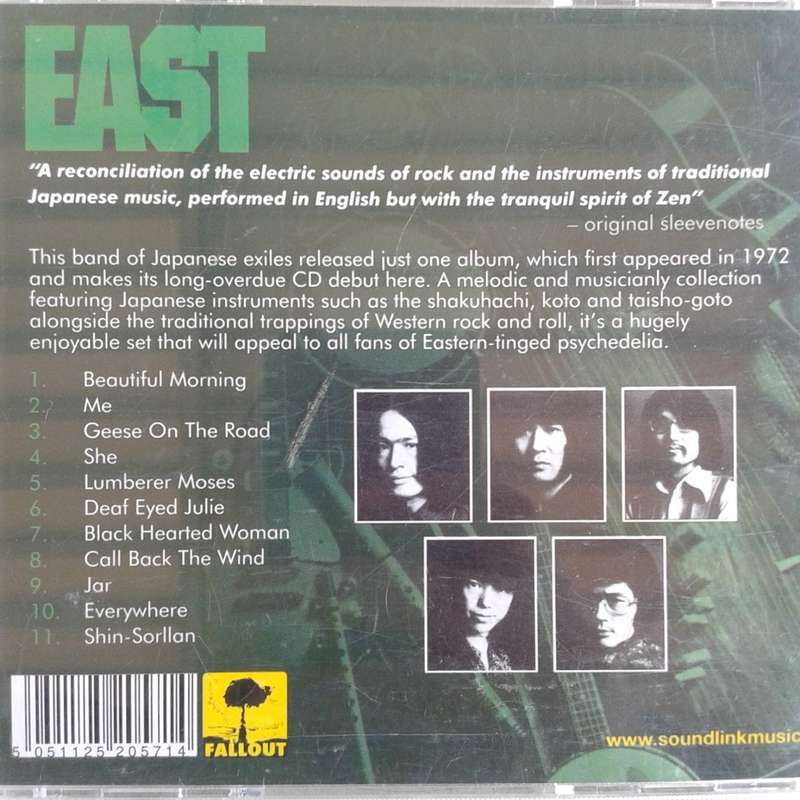 EAST
"A reconciliation of the electric sounds of rock and the instruments of traditional
Japanese music, performed in English but with the tranquil spirit of Zen"
– original sleevenotes
This band of Japanese exiles released just one album, which first appeared in 1972
and makes its long-overdue CD debut here. A melodic and musicianly collection
featuring Japanese instruments such as the shakuhachi, koto and taisho-goto
alongside the traditional trappings of Western rock and roll, it's a hugely
enjoyable set that will appeal to all fans of Eastern-tinged psychedelia.
1. Beautiful Morning
2. Me
3. Geese On The Road
4. She
5. Lumberer Moses
6. Deaf Eyed Julie
7. Black Hearted Woman
8. Call Back The Wind
9. Jar
10. Everywhere
11. Shin-Sorllan
5 051125 205714
FALLOUT
www.soundlinkmusic